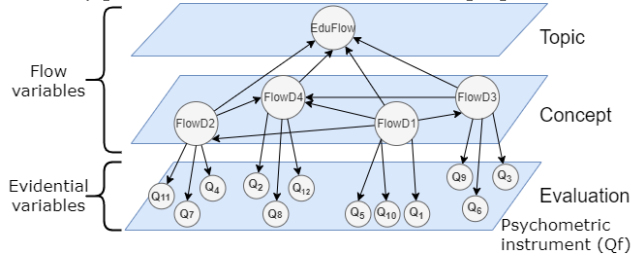 EduFlow
Topic
Flow
variables
FlowD4
FlowD3
FlowD2
FlowD1
Concept
Evidential
variables
Q11
Q7
Q4
Q2
Q8
Q12
Q5
Q10
Q1
Q9
Q6
Q3
Evaluation
Psychometric
instrument (Qf)